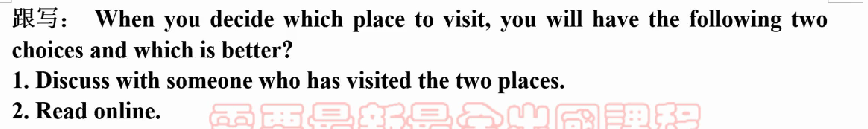 跟写： When you decide which place to visit, you will have the following two
choices and which is better?
1. Discuss with someone who has visited the two places.
2. Read online.